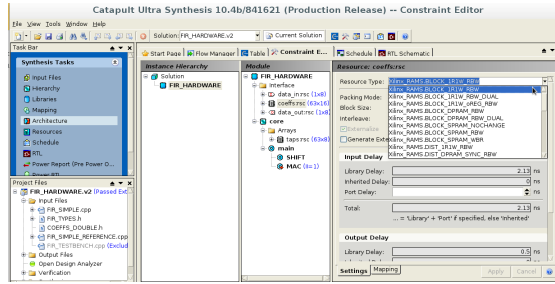 Catapult Ultra Synthesis 10.4b/841621 (Production Release) -- Constraint Editor
File View Tools Window Help
Solution: FIR_HARDWARE.v2
Current Solution
Task Bar
Start Page
Flow Manager
Table
Constraint E...
Schedule
RTL Schematic
Synthesis Tasks
Input Files
Hierarchy
Libraries
Mapping
Architecture
Resources
Schedule
RTL
Power Report (Pre Power O...
Power RTL
Project Files
FIR_HARDWARE.v2 (Passed Ext
Input Files
FIR_SIMPLE.cpp
FIR_TYPES.h
COEFFS_DOUBLE.h
FIR_SIMPLE_REFERENCE.cpp
FIR_TESTBENCH.cpp (Exclud
Output Files
Open Design Analyzer
Verification
Instance Hierarchy
Solution
FIR_HARDWARE
Module
FIR_HARDWARE
Interface
data_in:rsc (1x8)
coeffs:rsc (63x16)
data_out:rsc (1x8)
core
Arrays
taps:rsc (63x8)
main
SHIFT
MAC (II=1)
Resource: coeffs:rsc
Resource Type: Xilinx_RAMS.BLOCK_1R1W_RBW
Packing Mode:
Block Size:
Interleave:
Externalize
Generate Exte
Xilinx_RAMS.BLOCK_1R1W_RBW
Xilinx_RAMS.BLOCK_1R1W_RBW_DUAL
Xilinx_RAMS.BLOCK_1R1W_oREG_RBW
Xilinx_RAMS.BLOCK_DPRAM_RBW
Xilinx_RAMS.BLOCK_DPRAM_RBW_DUAL
Xilinx_RAMS.BLOCK_SPRAM_NOCHANGE
Xilinx_RAMS.BLOCK_SPRAM_RBW
Xilinx_RAMS.BLOCK_SPRAM_WBR
Xilinx_RAMS.DIST_1R1W_RBW
Xilinx_RAMS.DIST_DPRAM_SYNC_RBW
Input Delay
Library Delay: 2.13 ns
Inherited Delay: 0 ns
Port Delay: ns
Total: 2.13 ns
... = 'Library' + 'Port' if specified, else 'Inherited'
Output Delay
Library Delay: 0.5 ns
Settings Mapping
Apply Cancel